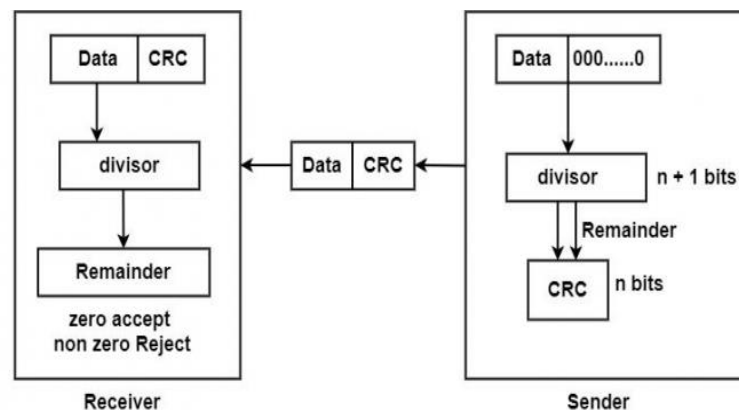 Data CRC
divisor
Remainder
zero accept
non zero Reject
Receiver
Data CRC
Data 000......0
divisor n + 1 bits
Remainder
CRC n bits
Sender